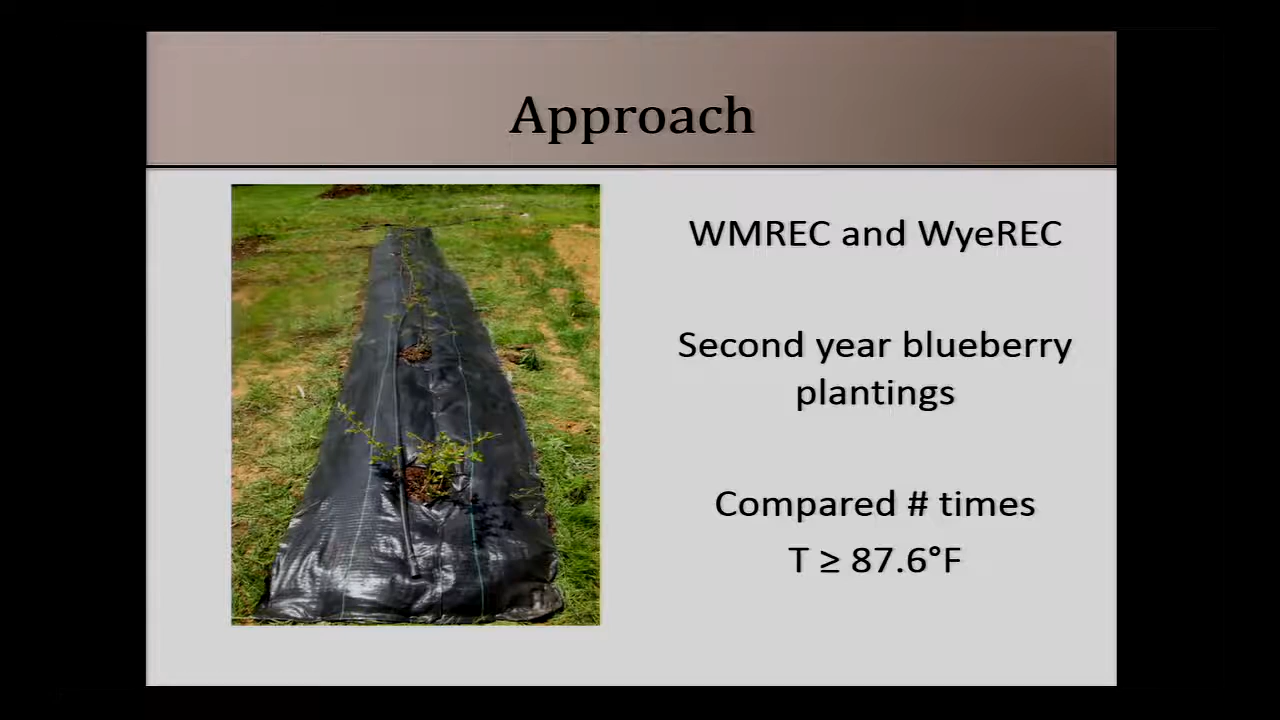 Approach
WMREC and WyeREC
Second year blueberry
plantings
Compared # times
T ≥ 87.6°F